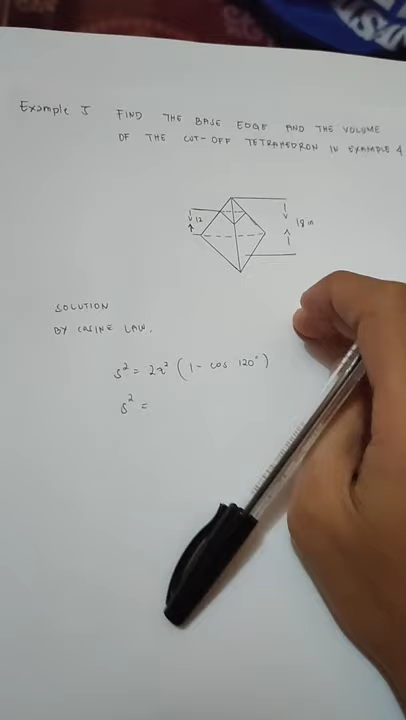 Example 5 FIND THE BASE EDGE AND THE VOLUME
OF THE CUT-OFF TETRAHEDRON IN EXAMPLE 4
12
18 in
SOLUTION
BY COSINE LAW.
s² = 2r² (1 - cos 120°)
s² =